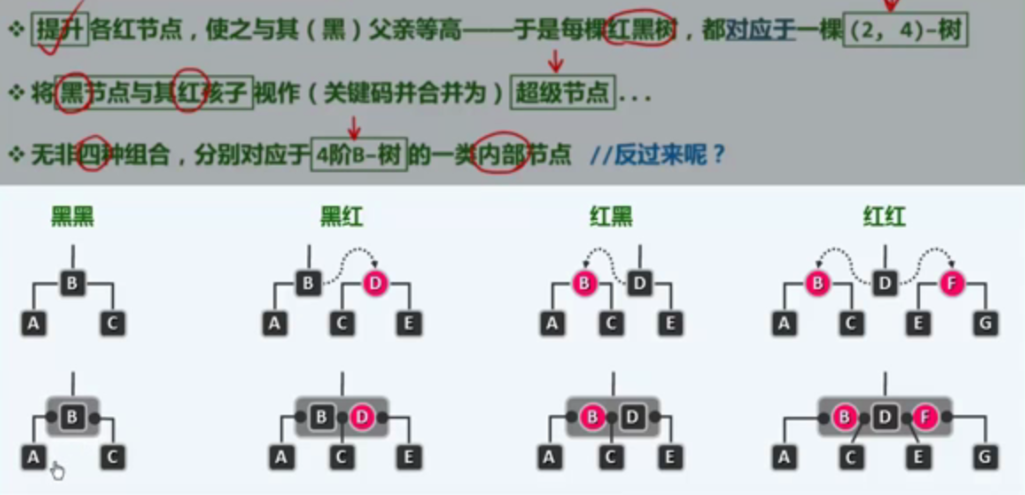 ❖ 提升各红节点，使之与其（黑）父亲等高——于是每棵红黑树，都对应于一棵(2, 4)-树
❖ 将黑节点与其红孩子视作（关键码并合并为）超级节点...
❖ 无非四种组合，分别对应于4阶B-树的一类内部节点 //反过来呢？
黑黑 黑红 红黑 红红
B B D B D B D F
A C A C E A C E A C E G
B B D B D B D F
A C A C E A C E A C E G